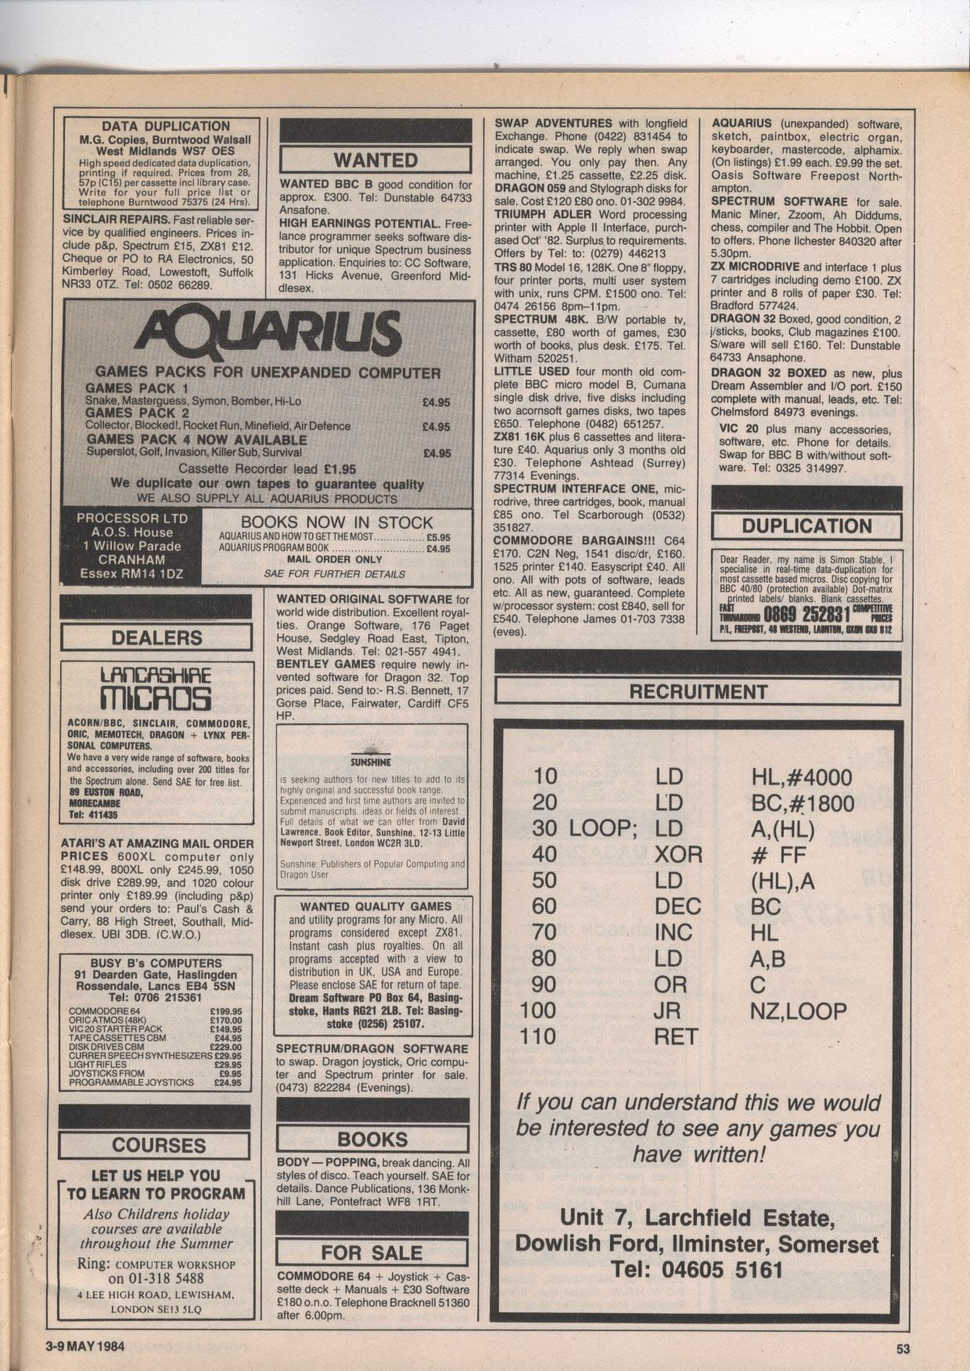 DATA DUPLICATION
M.G. Copies, Burntwood Walsall
West Midlands WS7 OES
High speed dedicated data duplication,
printing if required. Prices from 28,
57p (C15) per cassette incl library case.
Write for your full price list or
telephone Burntwood 75375 (24 Hrs).
SINCLAIR REPAIRS. Fast reliable ser-
vice by qualified engineers. Prices in-
clude p&p, Spectrum £15, ZX81 £12.
Cheque or PO to RA Electronics, 50
Kimberley Road, Lowestoft, Suffolk
NR33 0TZ. Tel: 0502 66289.
WANTED
WANTED BBC B good condition for
approx. £300. Tel: Dunstable 64733
Ansafone.
HIGH EARNINGS POTENTIAL. Free-
lance programmer seeks software dis-
tributor for unique Spectrum business
application. Enquiries to: CC Software,
131 Hicks Avenue, Greenford Mid-
dlesex.
AQUARIUS
GAMES PACKS FOR UNEXPANDED COMPUTER
GAMES PACK 1
Snake, Masterguess, Symon, Bomber, Hi-Lo £4.95
GAMES PACK 2
Collector, Blocked!, Rocket Run, Minefield, Air Defence £4.95
GAMES PACK 4 NOW AVAILABLE
Superslot, Golf, Invasion, Killer Sub, Survival £4.95
Cassette Recorder lead £1.95
We duplicate our own tapes to guarantee quality
WE ALSO SUPPLY ALL AQUARIUS PRODUCTS
PROCESSOR LTD
A.O.S. House
1 Willow Parade
CRANHAM
Essex RM14 1DZ
BOOKS NOW IN STOCK
AQUARIUS AND HOW TO GET THE MOST............... £5.95
AQUARIUS PROGRAM BOOK ........................... £4.95
MAIL ORDER ONLY
SAE FOR FURTHER DETAILS
DEALERS
LANCASHIRE
MICROS
ACORN/BBC, SINCLAIR, COMMODORE,
ORIC, MEMOTECH, DRAGON + LYNX PER-
SONAL COMPUTERS.
We have a very wide range of software, books
and accessories, including over 200 titles for
the Spectrum alone. Send SAE for free list.
89 EUSTON ROAD,
MORECAMBE
Tel: 411435
ATARI'S AT AMAZING MAIL ORDER
PRICES 600XL computer only
£148.99, 800XL only £245.99, 1050
disk drive £289.99, and 1020 colour
printer only £189.99 (including p&p)
send your orders to: Paul's Cash &
Carry, 88 High Street, Southall, Mid-
dlesex. UBI 3DB. (C.W.O.)
BUSY B's COMPUTERS
91 Dearden Gate, Haslingden
Rossendale, Lancs EB4 5SN
Tel: 0706 215361
COMMODORE 64 £199.95
ORIC ATMOS (48K) £170.00
VIC 20 STARTER PACK £149.95
TAPE CASSETTES CBM £44.95
DISK DRIVES CBM £229.00
CURRER SPEECH SYNTHESIZERS £29.95
LIGHT RIFLES £29.95
JOYSTICKS FROM £9.95
PROGRAMMABLE JOYSTICKS £24.95
COURSES
LET US HELP YOU
TO LEARN TO PROGRAM
Also Childrens holiday
courses are available
throughout the Summer
Ring: COMPUTER WORKSHOP
on 01-318 5488
4 LEE HIGH ROAD, LEWISHAM,
LONDON SE13 5LQ
WANTED ORIGINAL SOFTWARE for
world wide distribution. Excellent royal-
ties. Orange Software, 176 Paget
House, Sedgley Road East, Tipton,
West Midlands. Tel: 021-557 4941.
BENTLEY GAMES require newly in-
vented software for Dragon 32. Top
prices paid. Send to:- R.S. Bennett, 17
Gorse Place, Fairwater, Cardiff CF5
HP.
SUNSHINE
is seeking authors for new titles to add to its
highly original and successful book range.
Experienced and first time authors are invited to
submit manuscripts, ideas or fields of interest.
Full details of what we can offer from David
Lawrence, Book Editor, Sunshine, 12-13 Little
Newport Street, London WC2R 3LD.
Sunshine: Publishers of Popular Computing and
Dragon User
WANTED QUALITY GAMES
and utility programs for any Micro. All
programs considered except ZX81.
Instant cash plus royalties. On all
programs accepted with a view to
distribution in UK, USA and Europe.
Please enclose SAE for return of tape.
Dream Software PO Box 64, Basing-
stoke, Hants RG21 2LB. Tel: Basing-
stoke (0256) 25107.
SPECTRUM/DRAGON SOFTWARE
to swap. Dragon joystick, Oric compu-
ter and Spectrum printer for sale.
(0473) 822284 (Evenings).
BOOKS
BODY — POPPING, break dancing. All
styles of disco. Teach yourself. SAE for
details. Dance Publications, 136 Monk-
hill Lane, Pontefract WF8 1RT.
FOR SALE
COMMODORE 64 + Joystick + Cas-
sette deck + Manuals + £30 Software
£180 o.n.o. Telephone Bracknell 51360
after 6.00pm.
SWAP ADVENTURES with longfield
Exchange. Phone (0422) 831454 to
indicate swap. We reply when swap
arranged. You only pay then. Any
machine, £1.25 cassette, £2.25 disk.
DRAGON 059 and Stylograph disks for
sale. Cost £120 £80 ono. 01-302 9984.
TRIUMPH ADLER Word processing
printer with Apple II Interface, purch-
ased Oct' '82. Surplus to requirements.
Offers by Tel: to: (0279) 446213
TRS 80 Model 16, 128K. One 8" floppy,
four printer ports, multi user system
with unix, runs CPM. £1500 ono. Tel:
0474 26156 8pm–11pm.
SPECTRUM 48K. B/W portable tv,
cassette, £80 worth of games, £30
worth of books, plus desk. £175. Tel.
Witham 520251.
LITTLE USED four month old com-
plete BBC micro model B, Cumana
single disk drive, five disks including
two acornsoft games disks, two tapes
£650. Telephone (0482) 651257.
ZX81 16K plus 6 cassettes and litera-
ture £40. Aquarius only 3 months old
£30. Telephone Ashtead (Surrey)
77314 Evenings.
SPECTRUM INTERFACE ONE, mic-
rodrive, three cartridges, book, manual
£85 ono. Tel Scarborough (0532)
351827.
COMMODORE BARGAINS!!! C64
£170. C2N Neg, 1541 disc/dr, £160.
1525 printer £140. Easyscript £40. All
ono. All with pots of software, leads
etc. All as new, guaranteed. Complete
w/processor system: cost £840, sell for
£540. Telephone James 01-703 7338
(eves).
AQUARIUS (unexpanded) software,
sketch, paintbox, electric organ,
keyboarder, mastercode, alphamix.
(On listings) £1.99 each. £9.99 the set.
Oasis Software Freepost North-
ampton.
SPECTRUM SOFTWARE for sale.
Manic Miner, Zzoom, Ah Diddums,
chess, compiler and The Hobbit. Open
to offers. Phone Ilchester 840320 after
5.30pm.
ZX MICRODRIVE and interface 1 plus
7 cartridges including demo £100. ZX
printer and 8 rolls of paper £30. Tel:
Bradford 577424.
DRAGON 32 Boxed, good condition, 2
j/sticks, books, Club magazines £100.
S/ware will sell £160. Tel: Dunstable
64733 Ansaphone.
DRAGON 32 BOXED as new, plus
Dream Assembler and I/O port. £150
complete with manual, leads, etc. Tel:
Chelmsford 84973 evenings.
VIC 20 plus many accessories,
software, etc. Phone for details.
Swap for BBC B with/without soft-
ware. Tel: 0325 314997.
DUPLICATION
Dear Reader, my name is Simon Stable, I
specialise in real-time data-duplication for
most cassette based micros. Disc copying for
BBC 40/80 (protection available) Dot-matrix
printed labels/ blanks. Blank cassettes.
FAST TURNAROUND 0869 252831 COMPETITIVE PRICES
P/L, FREEPOST, 46 WESTEND, LAUNTON, OXON OX6 812
RECRUITMENT
10 LD HL,#4000
20 LD BC,#1800
30 LOOP; LD A,(HL)
40 XOR # FF
50 LD (HL),A
60 DEC BC
70 INC HL
80 LD A,B
90 OR C
100 JR NZ,LOOP
110 RET
If you can understand this we would
be interested to see any games you
have written!
Unit 7, Larchfield Estate,
Dowlish Ford, Ilminster, Somerset
Tel: 04605 5161
3-9 MAY 1984
53